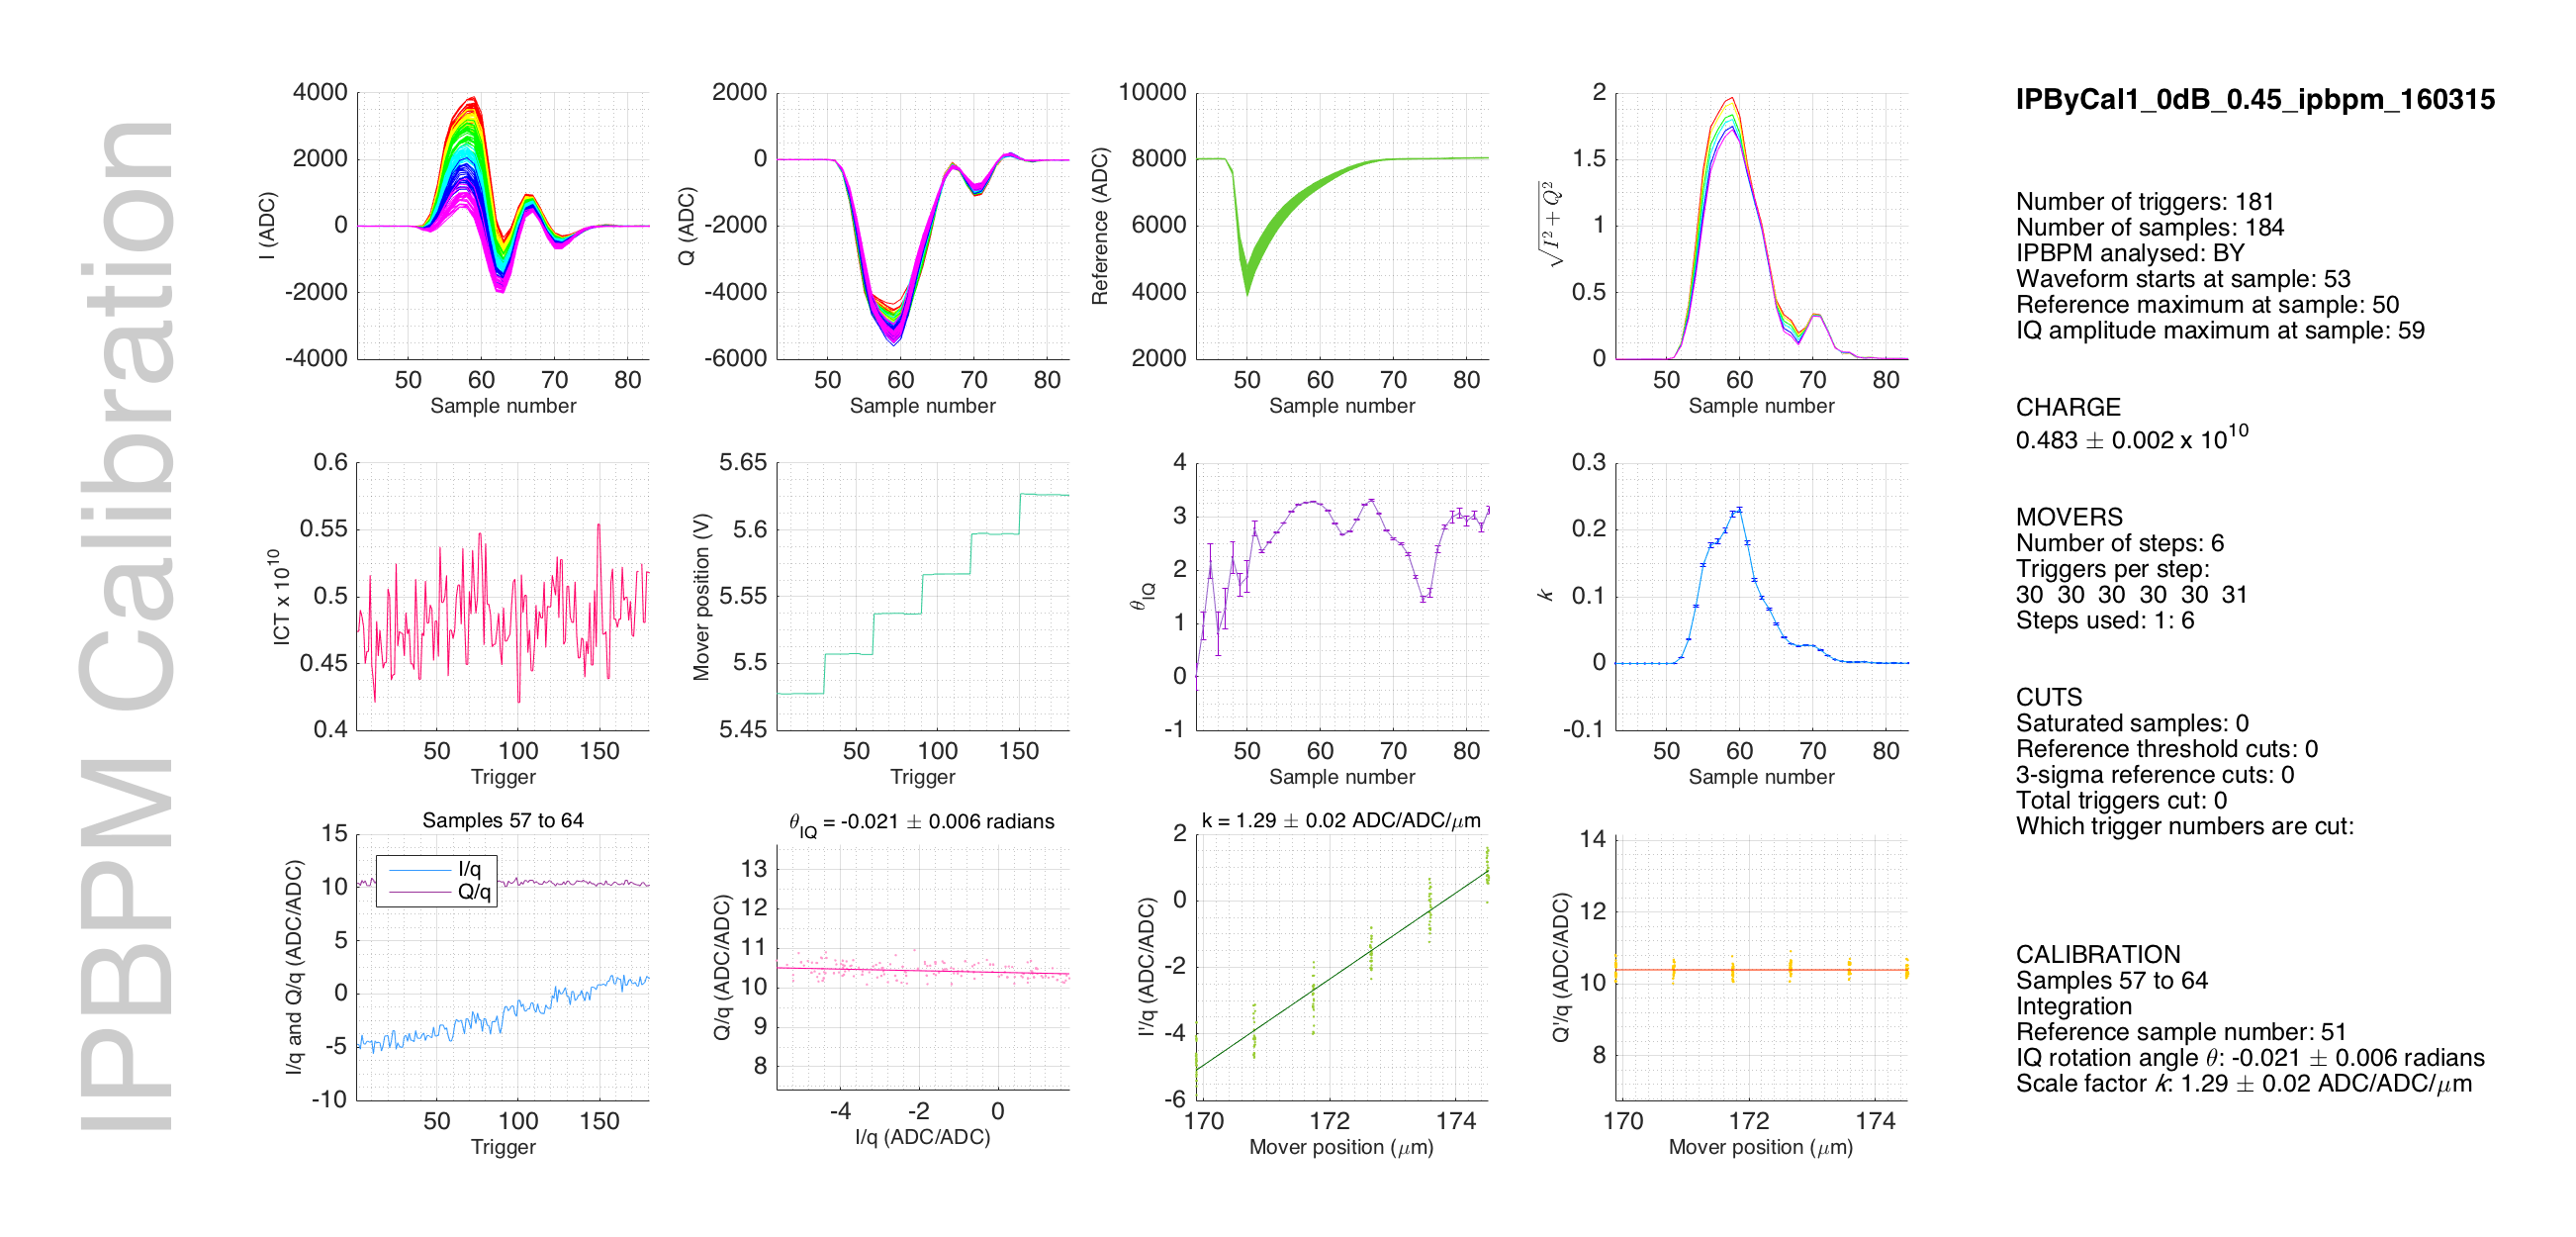 IPBPM Calibration
4000
2000
0
-2000
-4000
I (ADC)
50 60 70 80
Sample number
2000
0
-2000
-4000
-6000
Q (ADC)
50 60 70 80
Sample number
10000
8000
6000
4000
2000
Reference (ADC)
50 60 70 80
Sample number
2
1.5
1
0.5
0
√I² + Q²
50 60 70 80
Sample number
0.6
0.55
0.5
0.45
0.4
ICT x 10^10
50 100 150
Trigger
5.65
5.6
5.55
5.5
5.45
Mover position (V)
50 100 150
Trigger
4
3
2
1
0
-1
θ_IQ
50 60 70 80
Sample number
0.3
0.2
0.1
0
-0.1
k
50 60 70 80
Sample number
Samples 57 to 64
15
10
5
0
-5
-10
I/q and Q/q (ADC/ADC)
I/q
Q/q
50 100 150
Trigger
θ_IQ = -0.021 ± 0.006 radians
13
12
11
10
9
8
Q/q (ADC/ADC)
-4 -2 0
I/q (ADC/ADC)
k = 1.29 ± 0.02 ADC/ADC/μm
2
0
-2
-4
-6
I'/q (ADC/ADC)
170 172 174
Mover position (μm)
14
12
10
8
Q'/q (ADC/ADC)
170 172 174
Mover position (μm)
IPByCal1_0dB_0.45_ipbpm_160315
Number of triggers: 181
Number of samples: 184
IPBPM analysed: BY
Waveform starts at sample: 53
Reference maximum at sample: 50
IQ amplitude maximum at sample: 59
CHARGE
0.483 ± 0.002 x 10^10
MOVERS
Number of steps: 6
Triggers per step:
30 30 30 30 30 31
Steps used: 1: 6
CUTS
Saturated samples: 0
Reference threshold cuts: 0
3-sigma reference cuts: 0
Total triggers cut: 0
Which trigger numbers are cut:
CALIBRATION
Samples 57 to 64
Integration
Reference sample number: 51
IQ rotation angle θ: -0.021 ± 0.006 radians
Scale factor k: 1.29 ± 0.02 ADC/ADC/μm